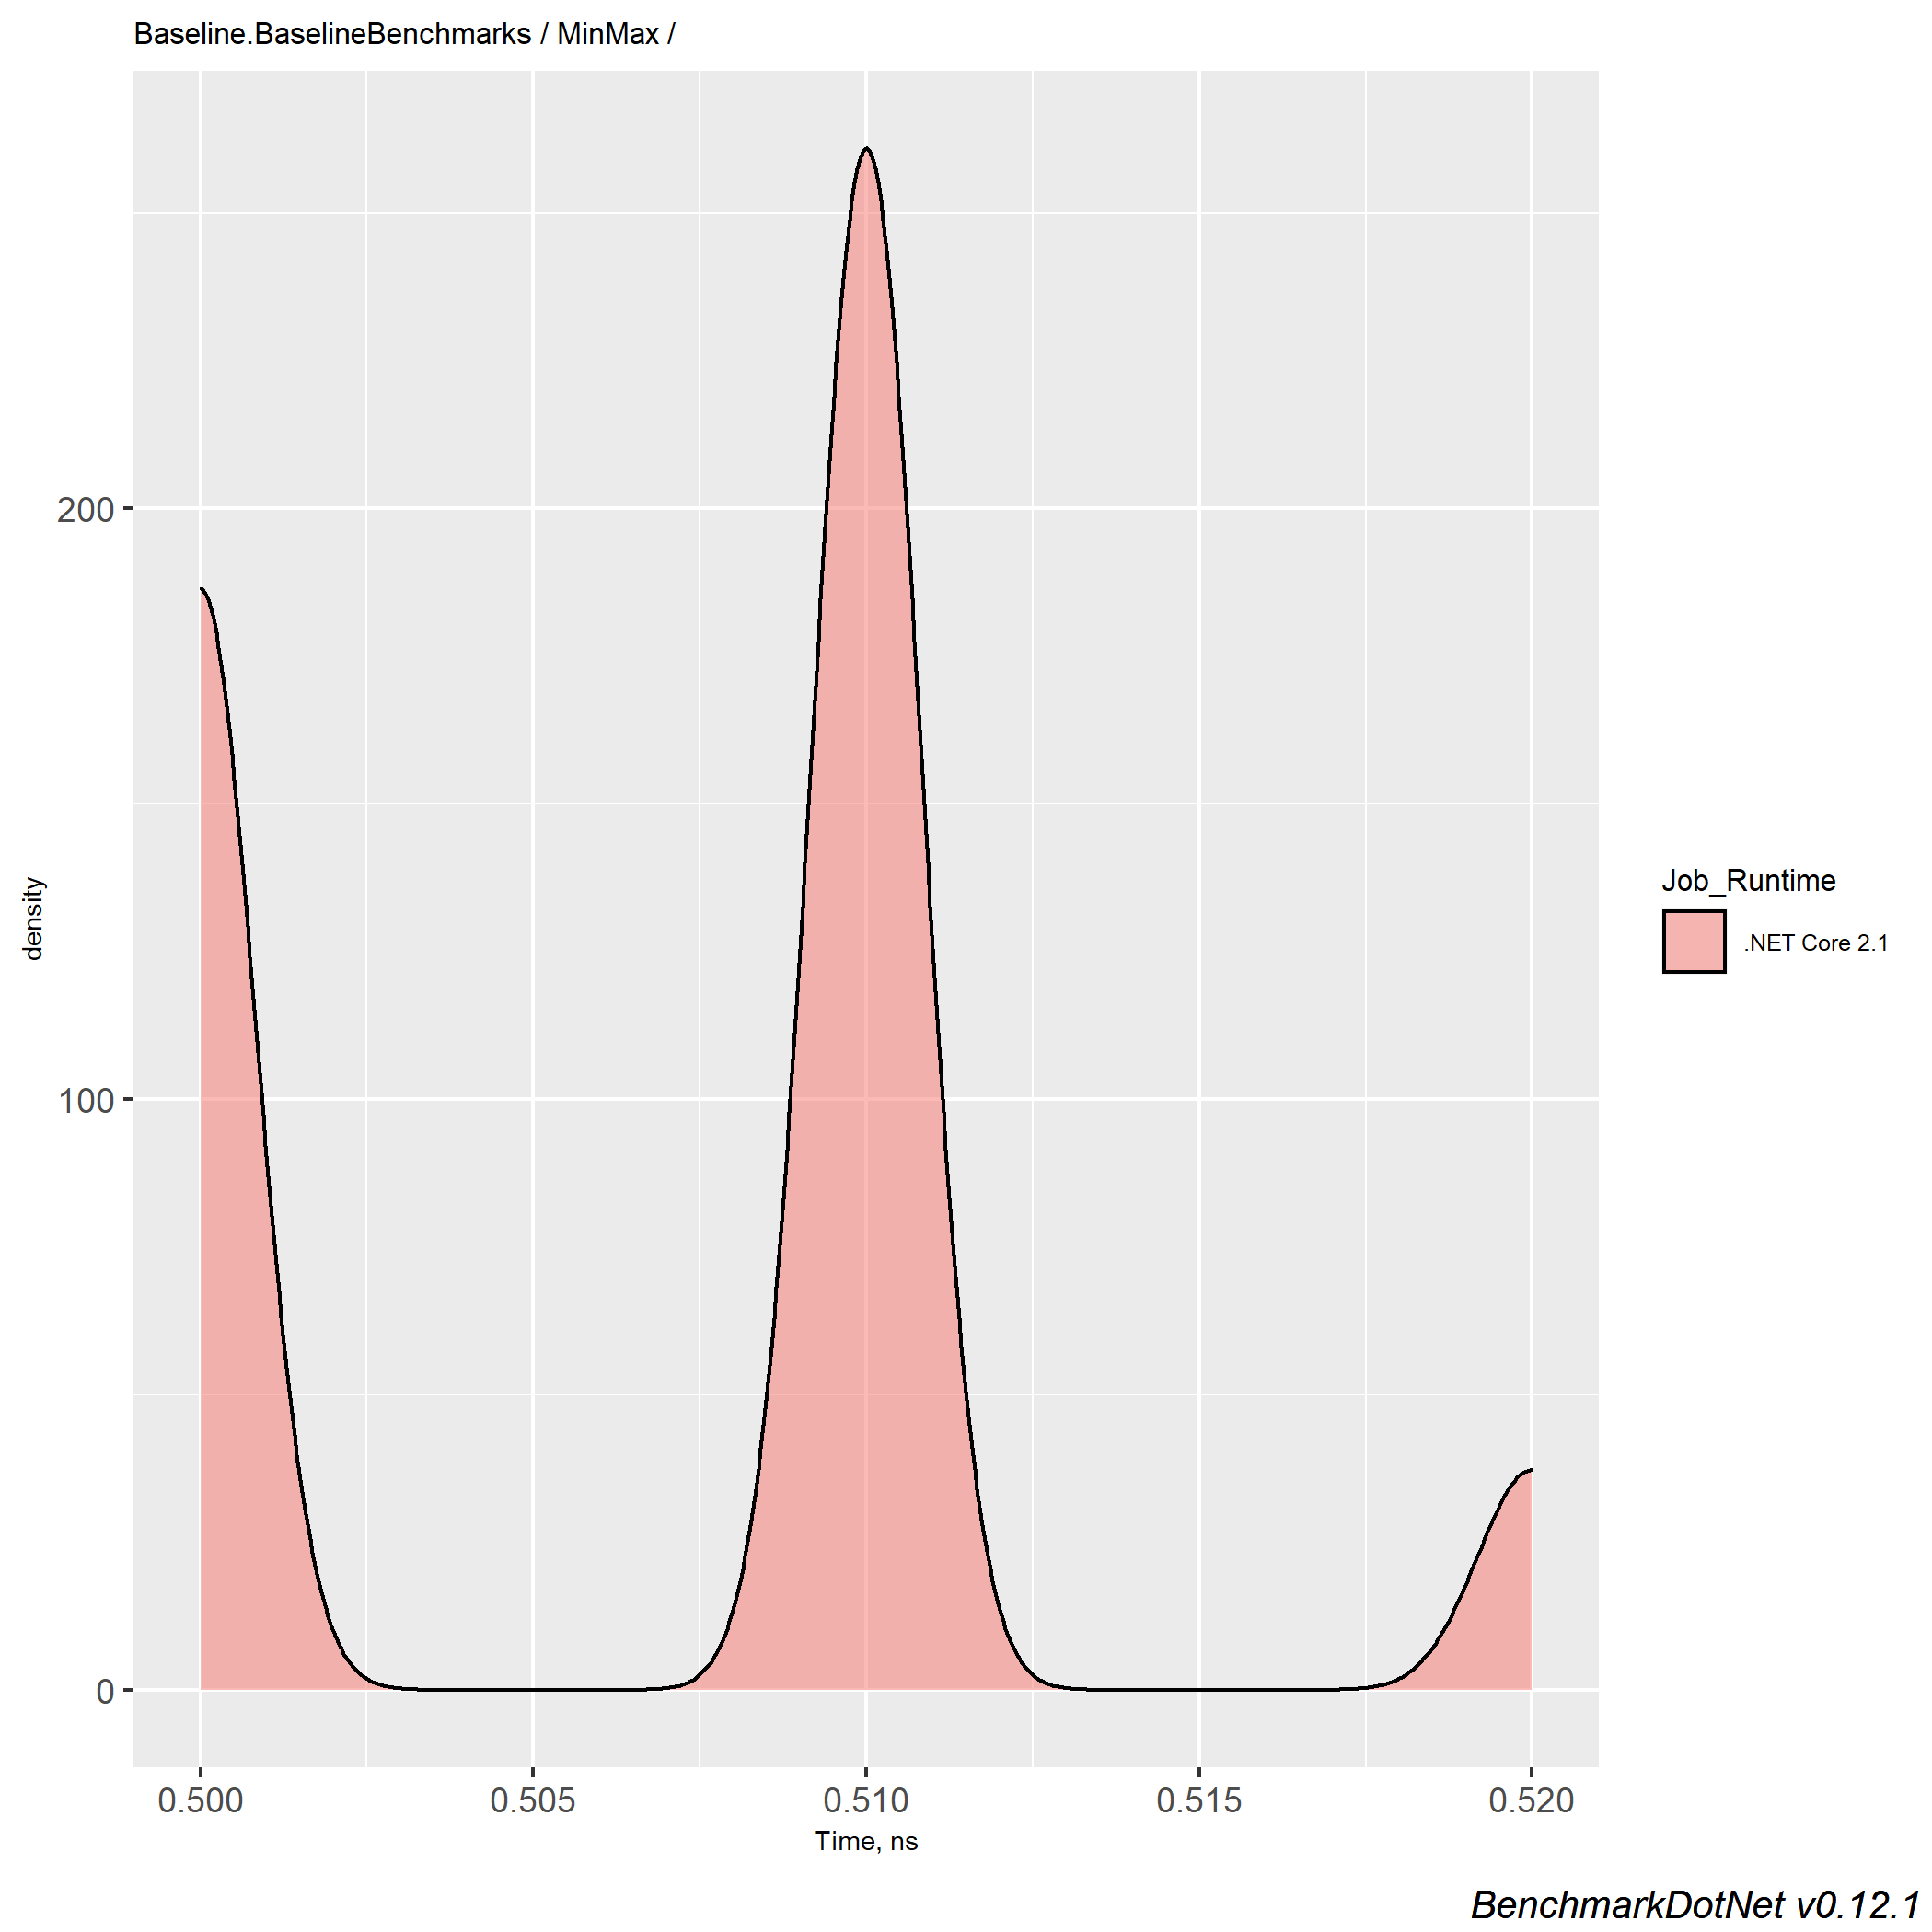 Baseline.BaselineBenchmarks / MinMax /
200
100
0
density
0.500 0.505 0.510 0.515 0.520
Time, ns
Job_Runtime
.NET Core 2.1
BenchmarkDotNet v0.12.1